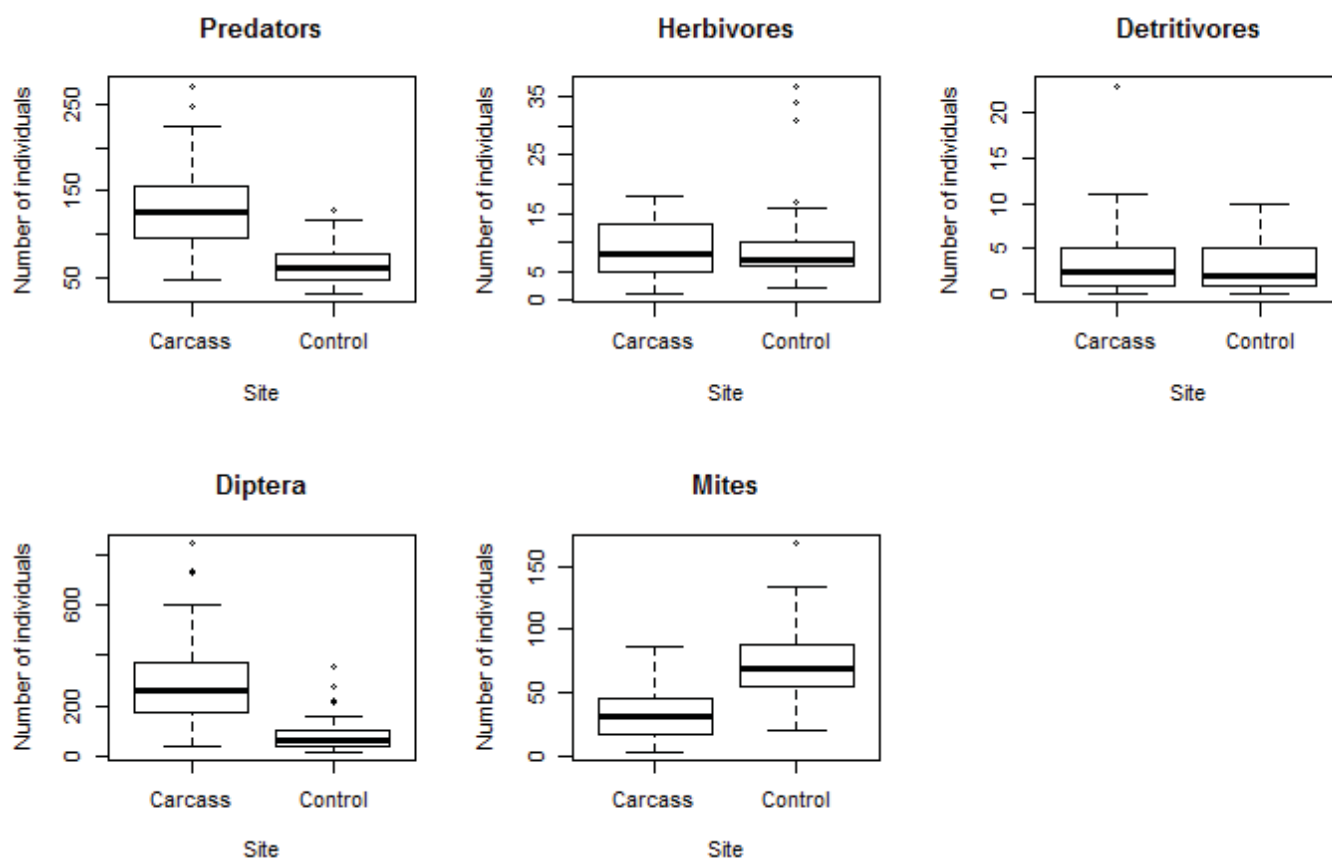 Predators
Number of individuals
250
150
50
Carcass Control
Site
Herbivores
Number of individuals
35
25
15
5
0
Carcass Control
Site
Detritivores
Number of individuals
20
15
10
5
0
Carcass Control
Site
Diptera
Number of individuals
600
200
0
Carcass Control
Site
Mites
Number of individuals
150
100
50
0
Carcass Control
Site